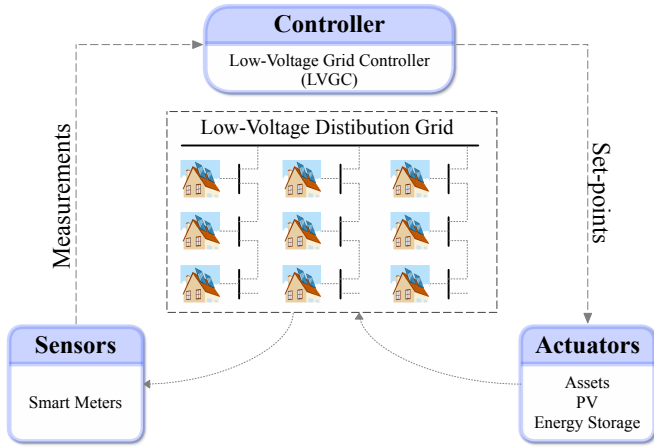 Controller
Low-Voltage Grid Controller
(LVGC)
Low-Voltage Distibution Grid
Measurements
Set-points
Sensors
Smart Meters
Actuators
Assets
PV
Energy Storage